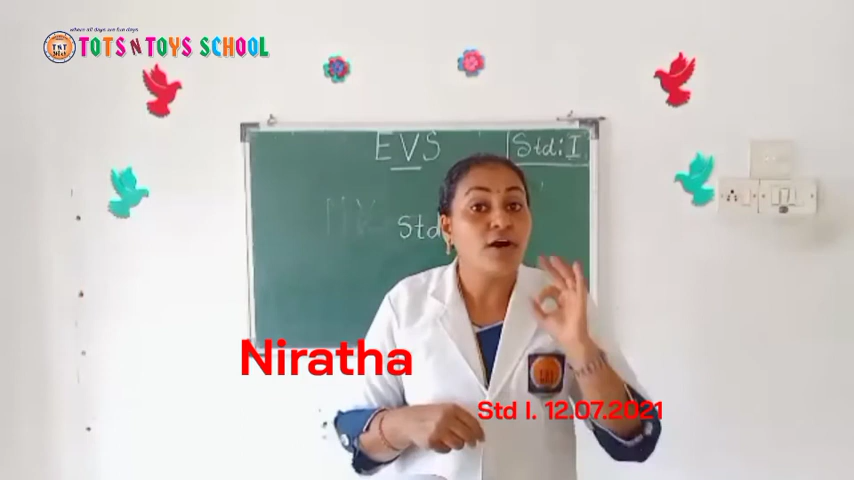 where all days are fun days
TOTS N TOYS SCHOOL
EVS
Std: I
Std
Niratha
Std I. 12.07.2021